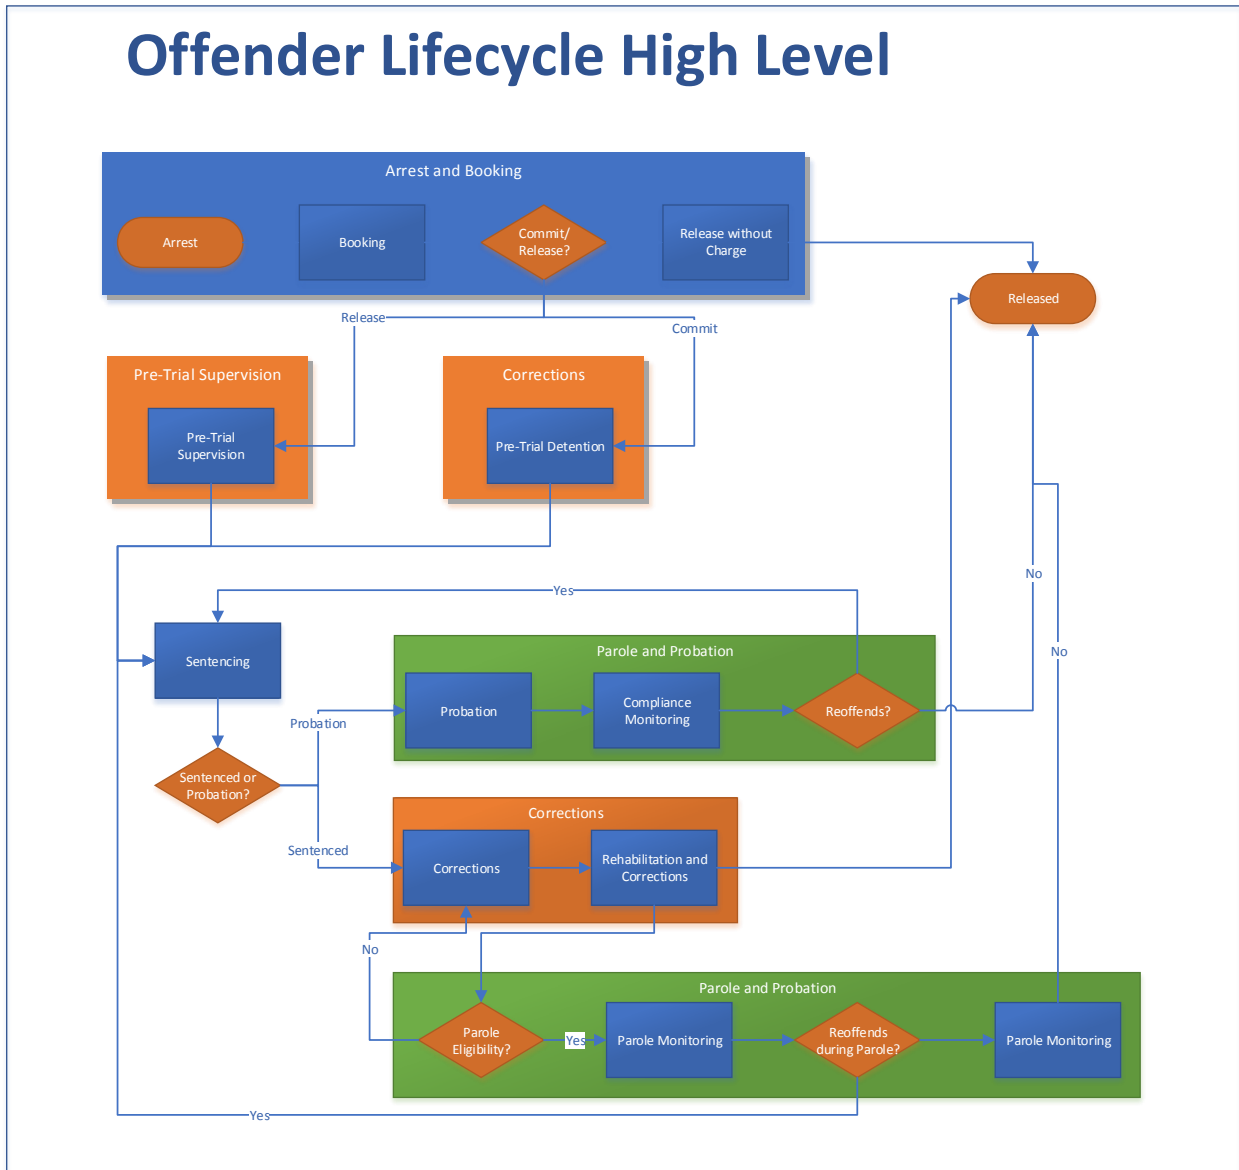 Offender Lifecycle High Level
Arrest and Booking
Arrest
Booking
Commit/
Release?
Release without
Charge
Released
Release
Commit
Pre-Trial Supervision
Pre-Trial
Supervision
Corrections
Pre-Trial Detention
Yes
No
No
Sentencing
Parole and Probation
Probation
Compliance
Monitoring
Reoffends?
Probation
Sentenced or
Probation?
Sentenced
Corrections
Corrections
Rehabilitation and
Corrections
No
Parole and Probation
Parole
Eligibility?
Yes
Parole Monitoring
Reoffends
during Parole?
Parole Monitoring
Yes